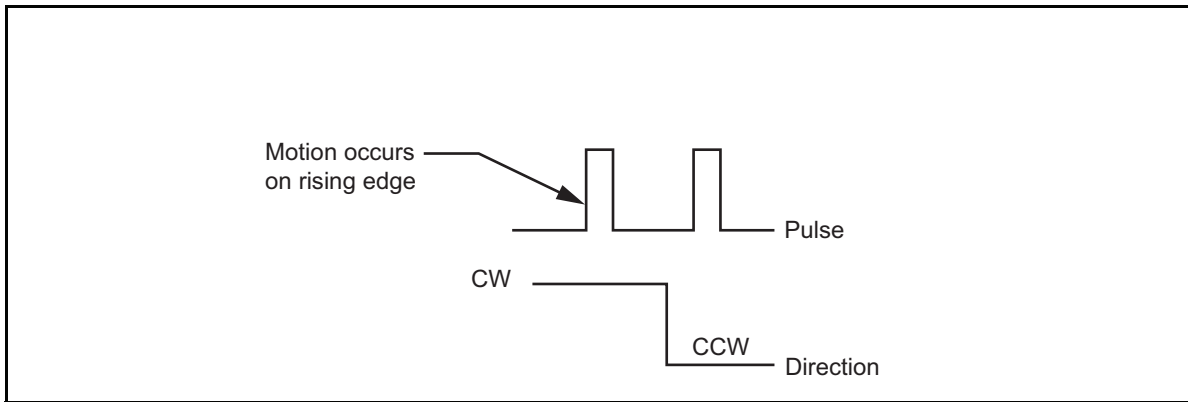 Motion occurs
on rising edge
Pulse
CW
CCW
Direction